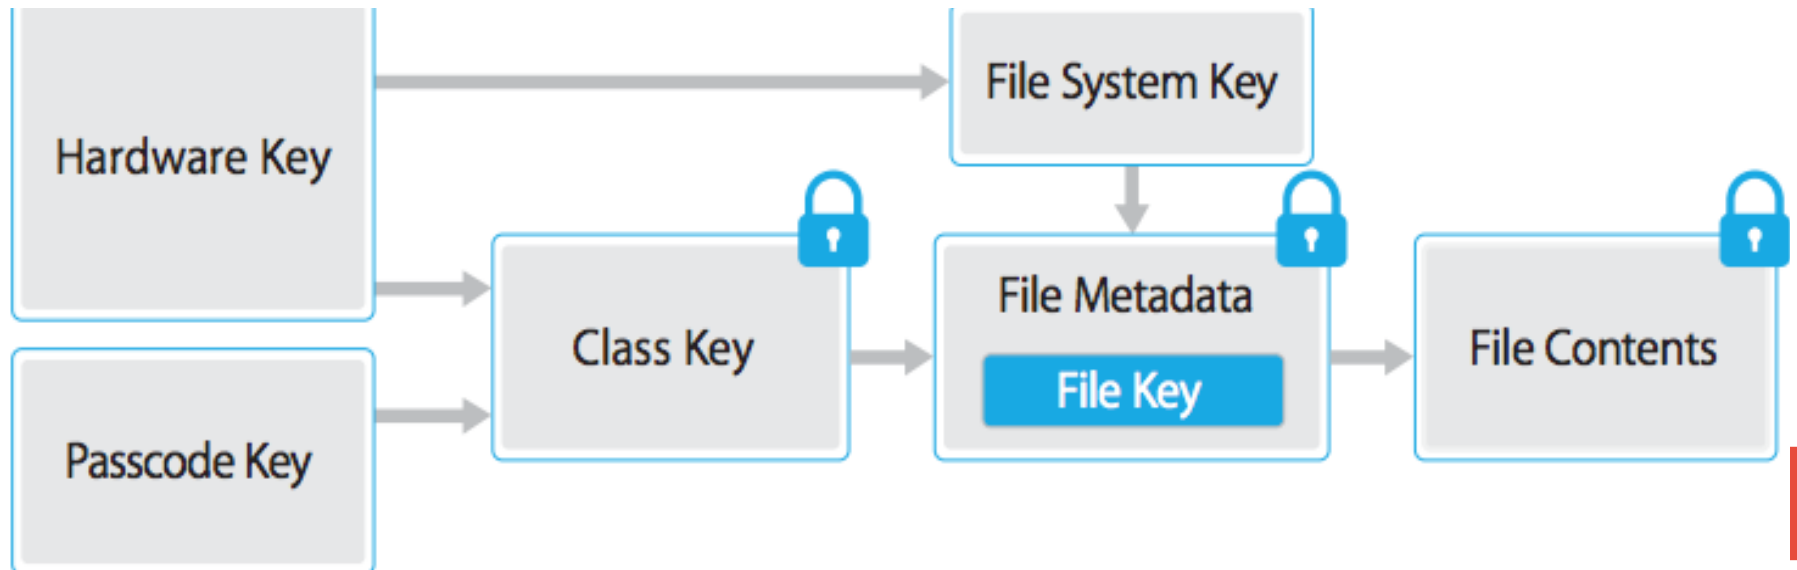 Hardware Key
File System Key
Passcode Key
Class Key
File Metadata
File Key
File Contents